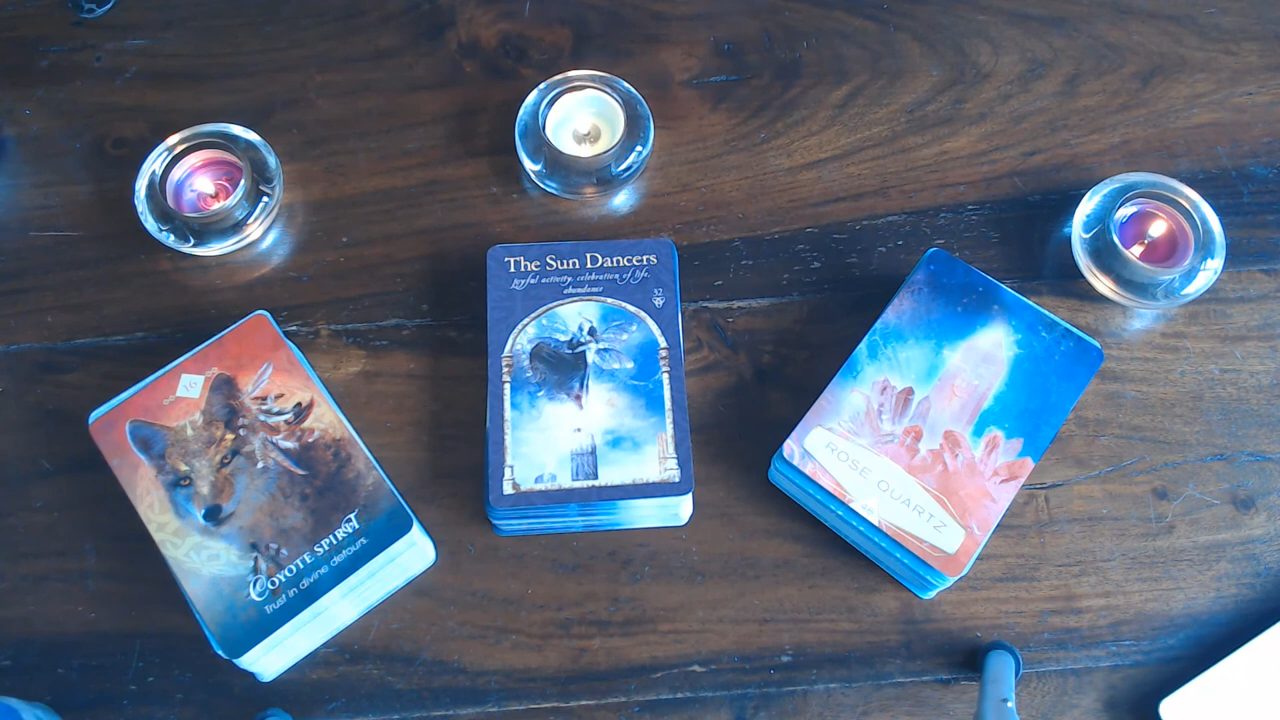 16
COYOTE SPIRIT
Trust in divine detours.
The Sun Dancers
Joyful activity, celebration of life,
abundance
32
ROSE QUARTZ